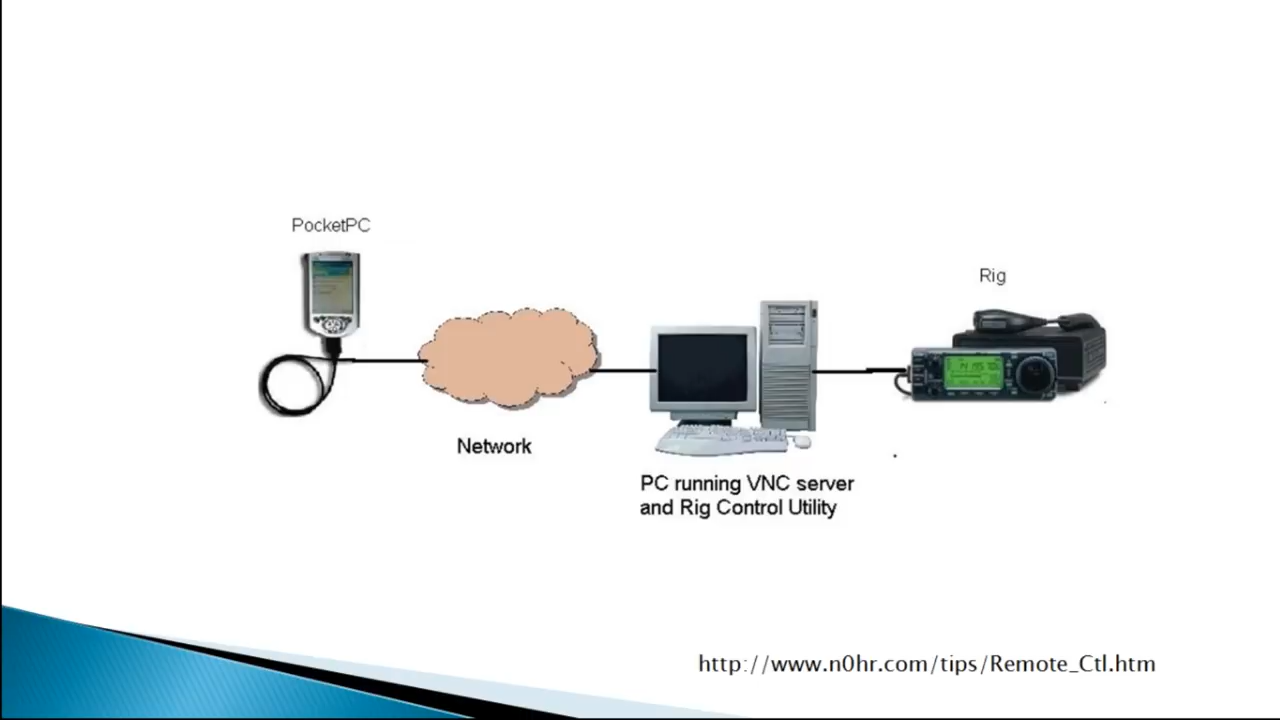 PocketPC
Rig
Network
PC running VNC server
and Rig Control Utility
http://www.n0hr.com/tips/Remote_Ctl.htm